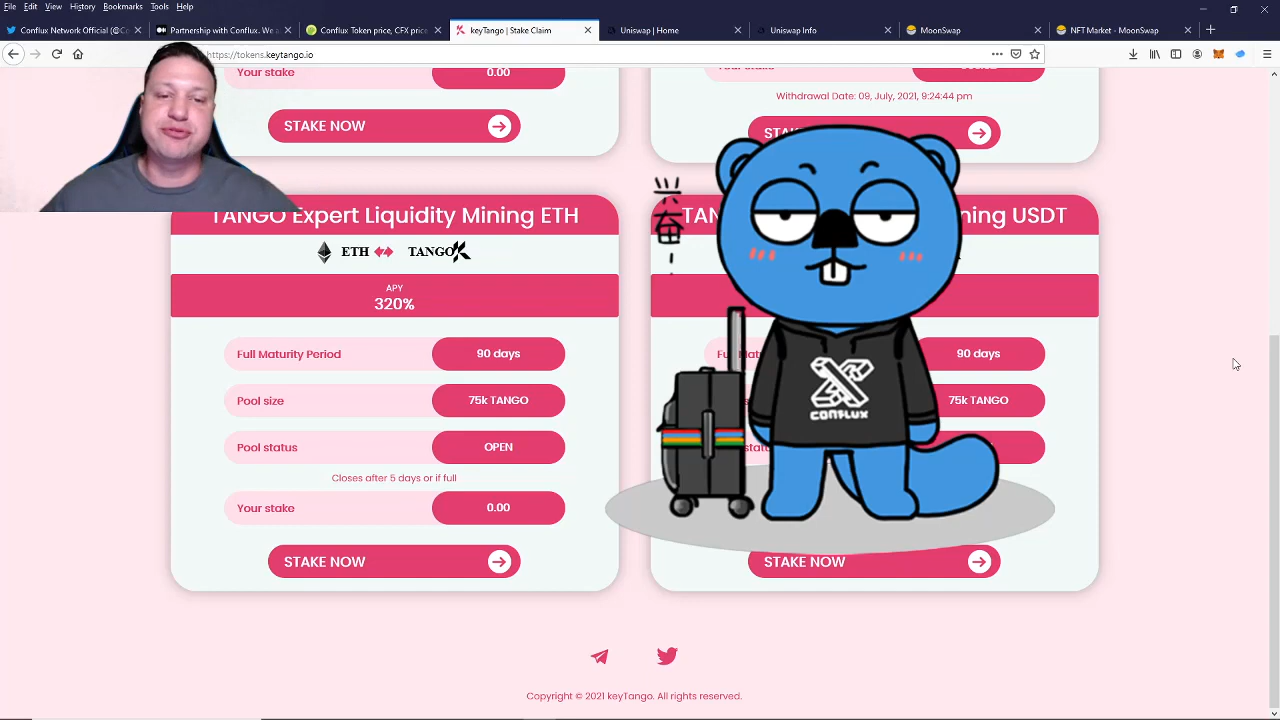 File Edit View History Bookmarks Tools Help
Conflux Network Official (@Co
Partnership with Conflux. We a
Conflux Token price, CFX price
keyTango | Stake Claim
Uniswap | Home
Uniswap Info
MoonSwap
NFT Market - MoonSwap
https://tokens.keytango.io
Your stake 0.00
STAKE NOW
Withdrawal Date: 09, July, 2021, 9:24:44 pm
TANGO Expert Liquidity Mining ETH
ETH TANGO
APY
320%
Full Maturity Period 90 days
Pool size 75k TANGO
Pool status OPEN
Closes after 5 days or if full
Your stake 0.00
STAKE NOW
USDT
90 days
75k TANGO
STAKE NOW
兴奋!
CONFLUX
Copyright © 2021 keyTango. All rights reserved.